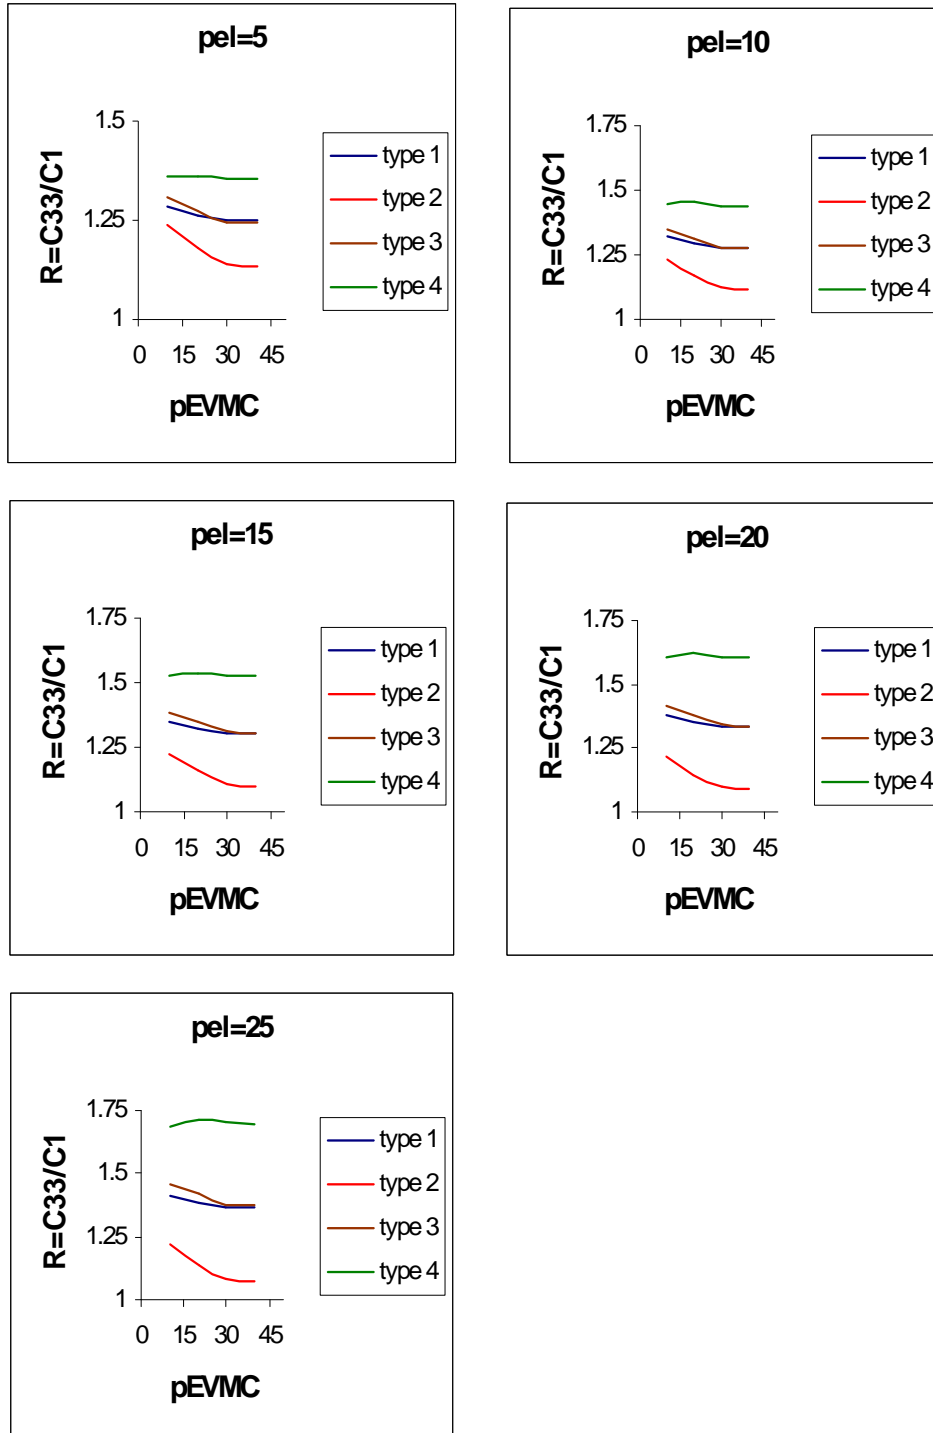 pel=5
R=C33/C1
1.5
1.25
1
0 15 30 45
pEVMC
type 1
type 2
type 3
type 4
pel=10
R=C33/C1
1.75
1.5
1.25
1
0 15 30 45
pEVMC
type 1
type 2
type 3
type 4
pel=15
R=C33/C1
1.75
1.5
1.25
1
0 15 30 45
pEVMC
type 1
type 2
type 3
type 4
pel=20
R=C33/C1
1.75
1.5
1.25
1
0 15 30 45
pEVMC
type 1
type 2
type 3
type 4
pel=25
R=C33/C1
1.75
1.5
1.25
1
0 15 30 45
pEVMC
type 1
type 2
type 3
type 4